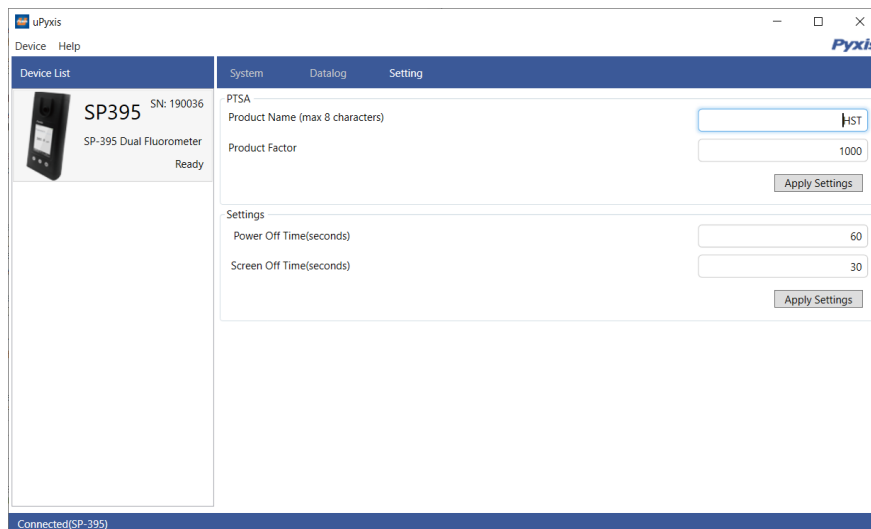 uPyxis
Device Help
Pyxis
Device List
System Datalog Setting
SP395 SN: 190036
SP-395 Dual Fluorometer
Ready
PTSA
Product Name (max 8 characters) HST
Product Factor 1000
Apply Settings
Settings
Power Off Time(seconds) 60
Screen Off Time(seconds) 30
Apply Settings
Connected(SP-395)